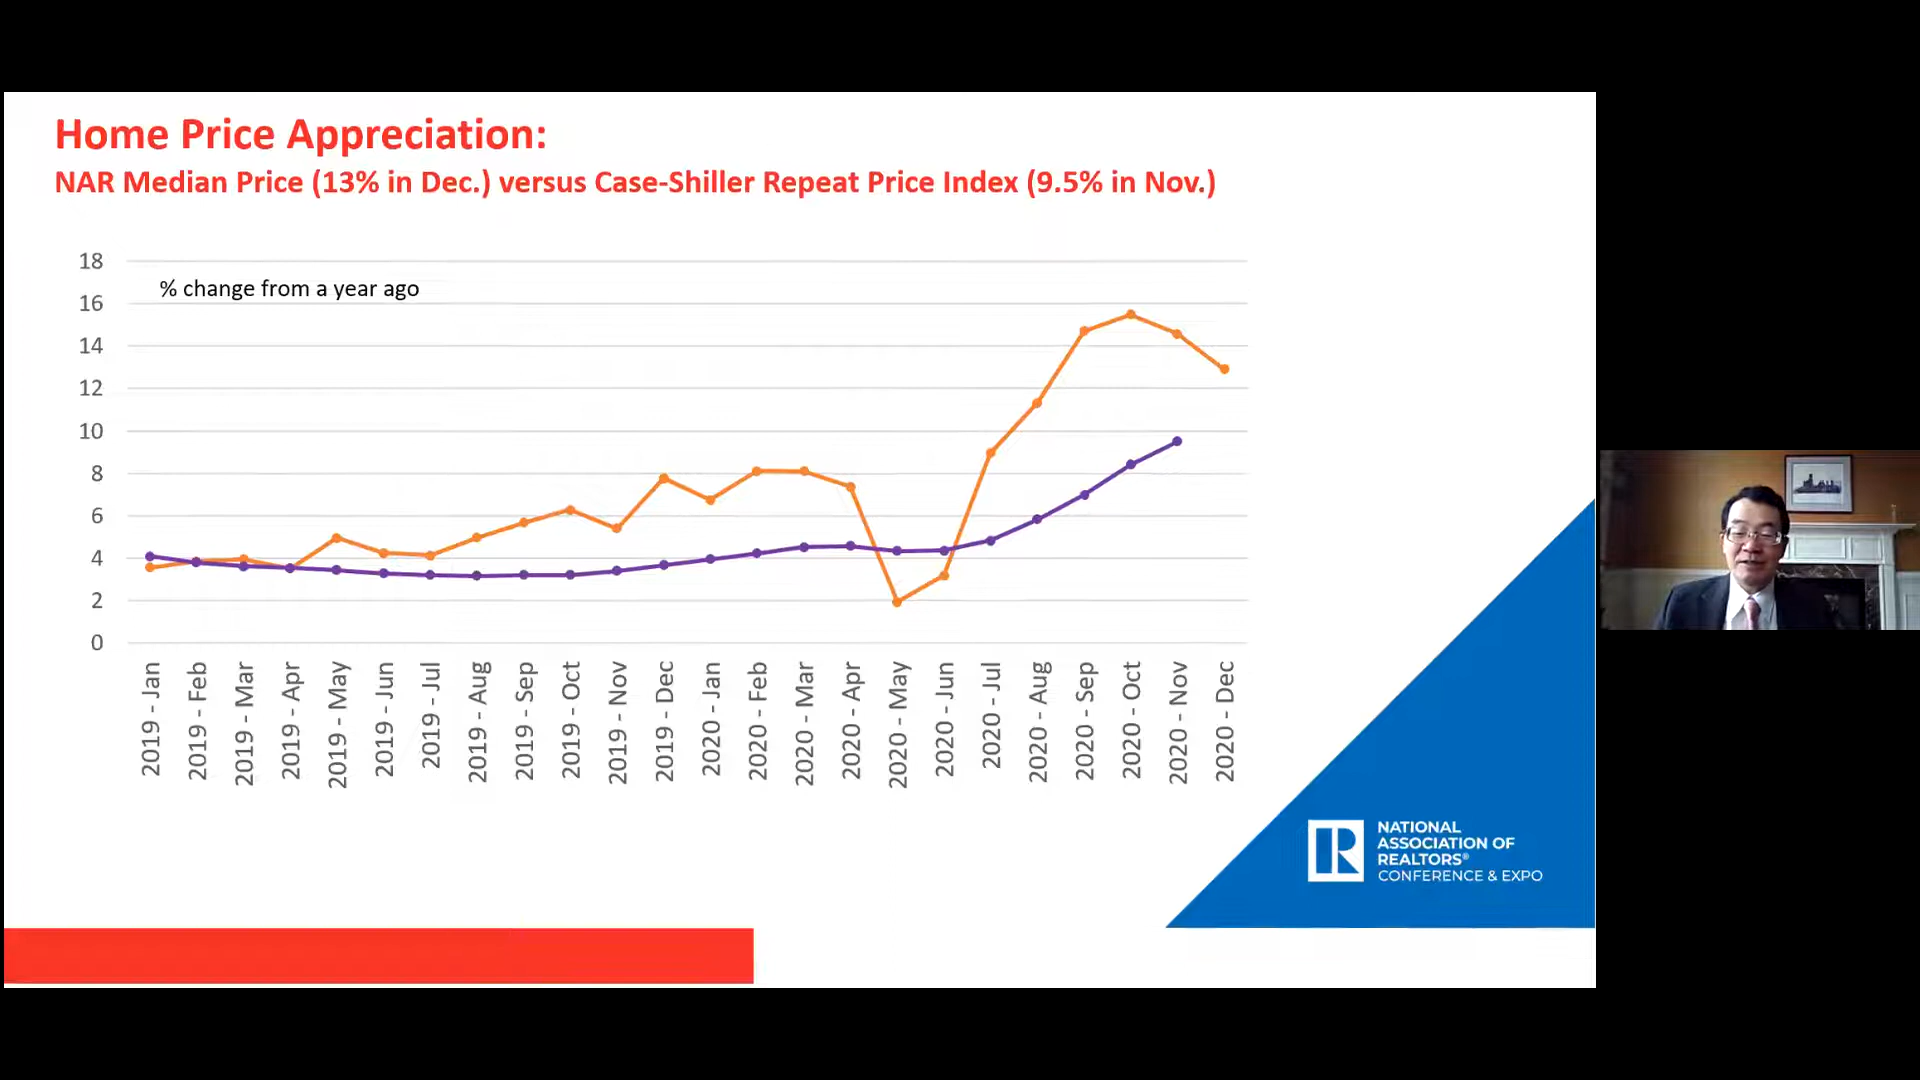 Home Price Appreciation:
NAR Median Price (13% in Dec.) versus Case-Shiller Repeat Price Index (9.5% in Nov.)
% change from a year ago
18
16
14
12
10
8
6
4
2
0
2019 - Jan
2019 - Feb
2019 - Mar
2019 - Apr
2019 - May
2019 - Jun
2019 - Jul
2019 - Aug
2019 - Sep
2019 - Oct
2019 - Nov
2019 - Dec
2020 - Jan
2020 - Feb
2020 - Mar
2020 - Apr
2020 - May
2020 - Jun
2020 - Jul
2020 - Aug
2020 - Sep
2020 - Oct
2020 - Nov
2020 - Dec
R
NATIONAL
ASSOCIATION OF
REALTORS®
CONFERENCE & EXPO